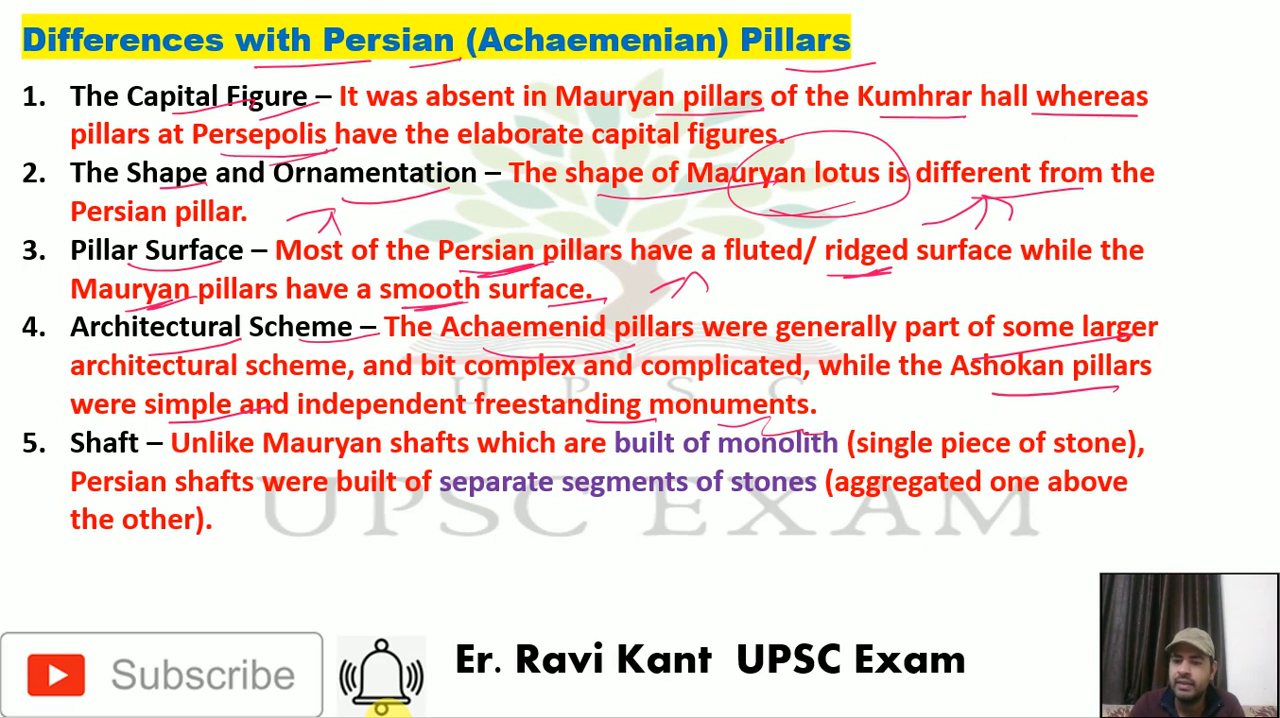 Differences with Persian (Achaemenian) Pillars
1. The Capital Figure – It was absent in Mauryan pillars of the Kumhrar hall whereas
pillars at Persepolis have the elaborate capital figures.
2. The Shape and Ornamentation – The shape of Mauryan lotus is different from the
Persian pillar.
3. Pillar Surface – Most of the Persian pillars have a fluted/ ridged surface while the
Mauryan pillars have a smooth surface.
4. Architectural Scheme – The Achaemenid pillars were generally part of some larger
architectural scheme, and bit complex and complicated, while the Ashokan pillars
were simple and independent freestanding monuments.
5. Shaft – Unlike Mauryan shafts which are built of monolith (single piece of stone),
Persian shafts were built of separate segments of stones (aggregated one above
the other).
UPSC
UPSC EXAM
Subscribe
Er. Ravi Kant UPSC Exam